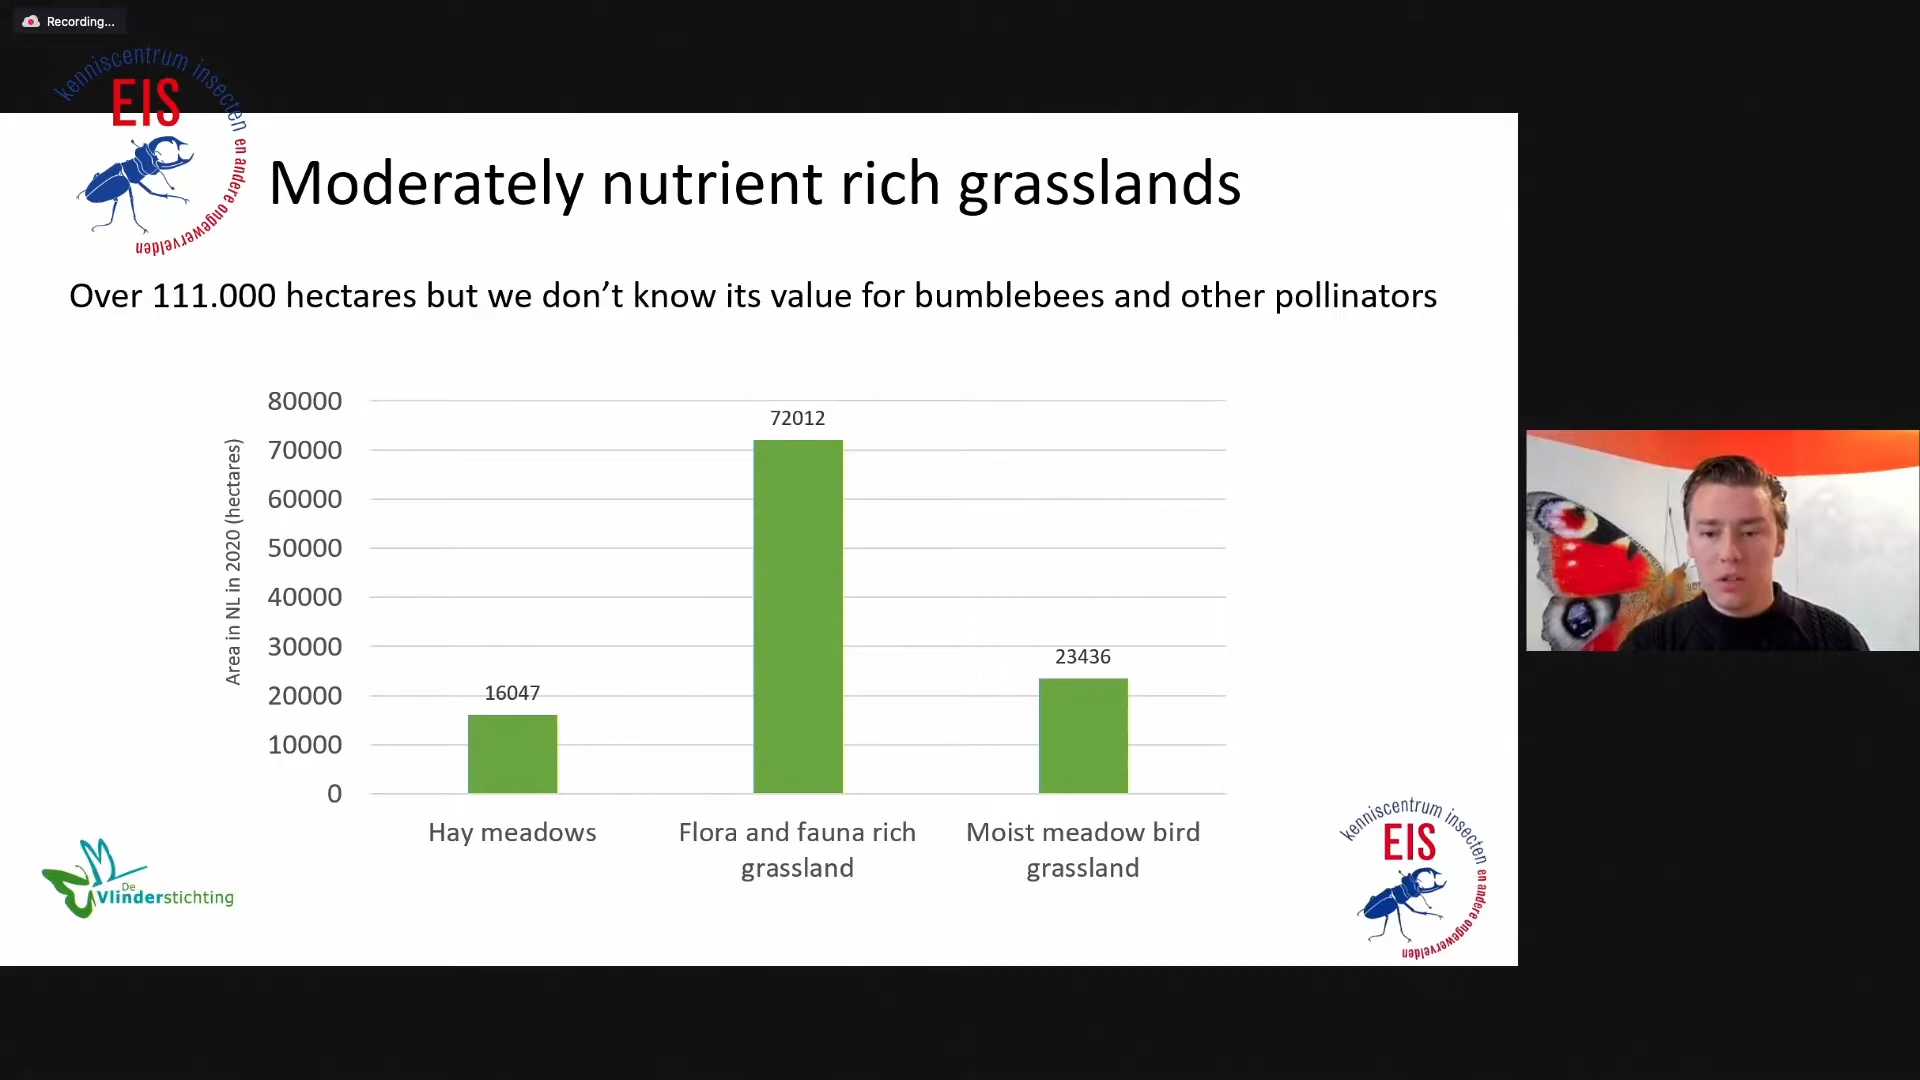 Recording...
kenniscentrum insecten en andere ongewervelden
EIS
Moderately nutrient rich grasslands
Over 111.000 hectares but we don’t know its value for bumblebees and other pollinators
Area in NL in 2020 (hectares)
80000
70000
60000
50000
40000
30000
20000
10000
0
16047
72012
23436
Hay meadows
Flora and fauna rich
grassland
Moist meadow bird
grassland
De
Vlinderstichting
kenniscentrum insecten en andere ongewervelden
EIS